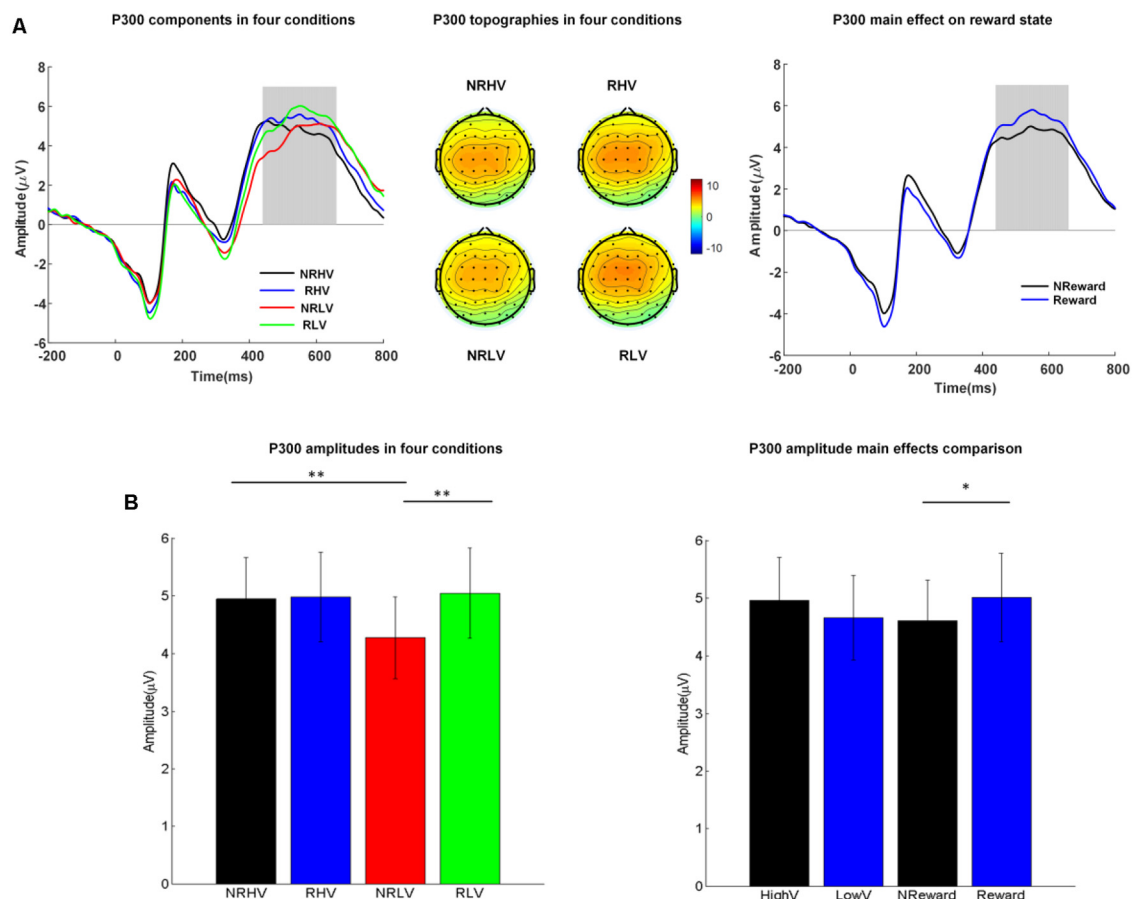 P300 components in four conditions
P300 topographies in four conditions
P300 main effect on reward state
A
8
6
4
2
0
-2
-4
-6
Amplitude(μV)
-200
0
200
400
600
800
Time(ms)
NRHV
RHV
NRLV
RLV
NRHV
RHV
10
0
-10
NRLV
RLV
8
6
4
2
0
-2
-4
-6
Amplitude(μV)
-200
0
200
400
600
800
Time(ms)
NReward
Reward
P300 amplitudes in four conditions
P300 amplitude main effects comparison
B
**
**
6
5
4
3
2
1
0
Amplitude(μV)
NRHV
RHV
NRLV
RLV
*
6
5
4
3
2
1
0
Amplitude(μV)
HighV
LowV
NReward
Reward